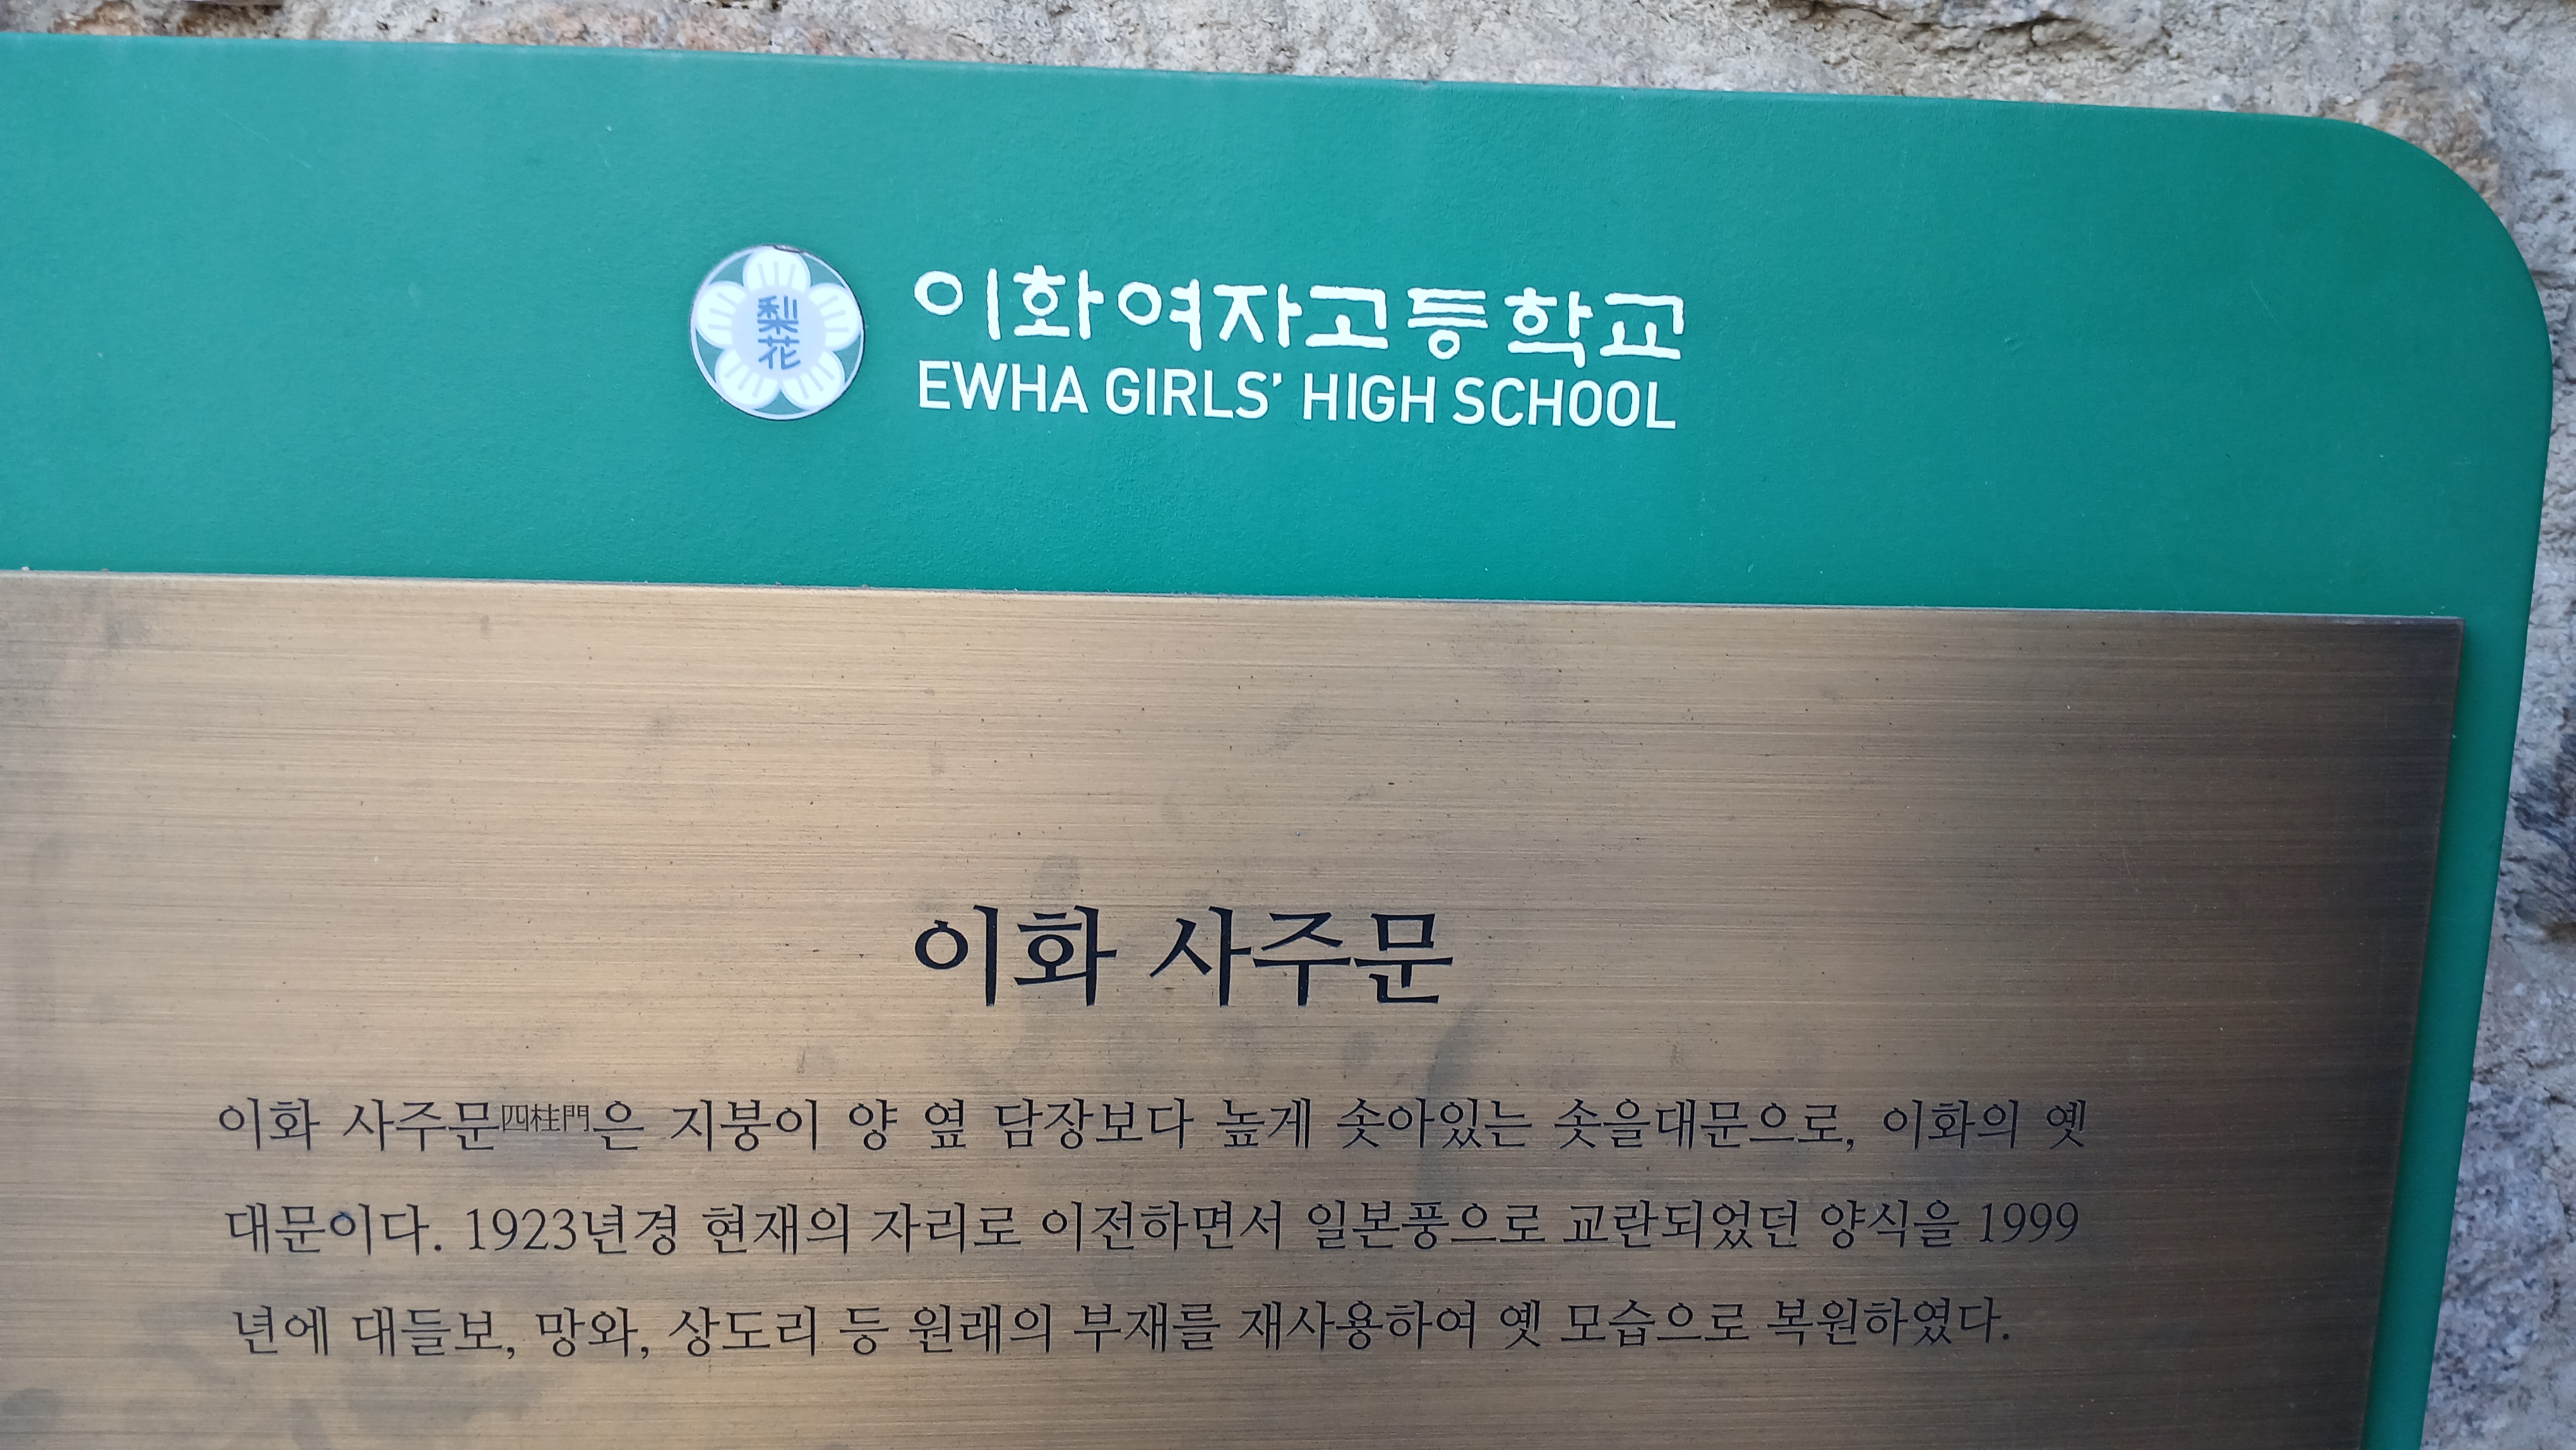 梨
花
이화여자고등학교
EWHA GIRLS' HIGH SCHOOL
이화 사주문
이화 사주문四柱門은 지붕이 양 옆 담장보다 높게 솟아있는 솟을대문으로, 이화의 옛
대문이다. 1923년경 현재의 자리로 이전하면서 일본풍으로 교란되었던 양식을 1999
년에 대들보, 망와, 상도리 등 원래의 부재를 재사용하여 옛 모습으로 복원하였다.